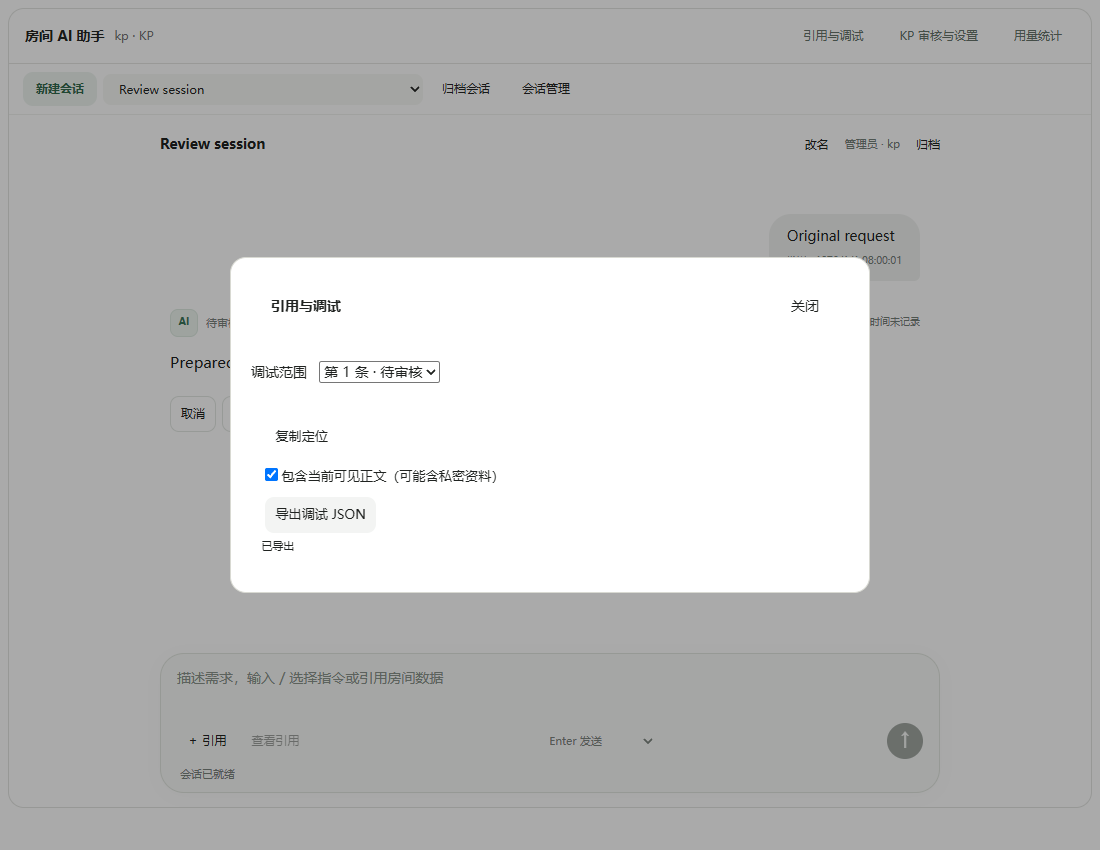 房间 AI 助手 kp · KP 引用与调试 KP 审核与设置 用量统计
新建会话 Review session 归档会话 会话管理
Review session 改名 管理员 · kp 归档
Original request
08:00:01
AI 待审 时间未记录
Prepared
取消
引用与调试 关闭
调试范围 第 1 条 · 待审核
复制定位
包含当前可见正文（可能含私密资料）
导出调试 JSON
已导出
描述需求，输入 / 选择指令或引用房间数据
+ 引用 查看引用 Enter 发送 ↑
会话已就绪